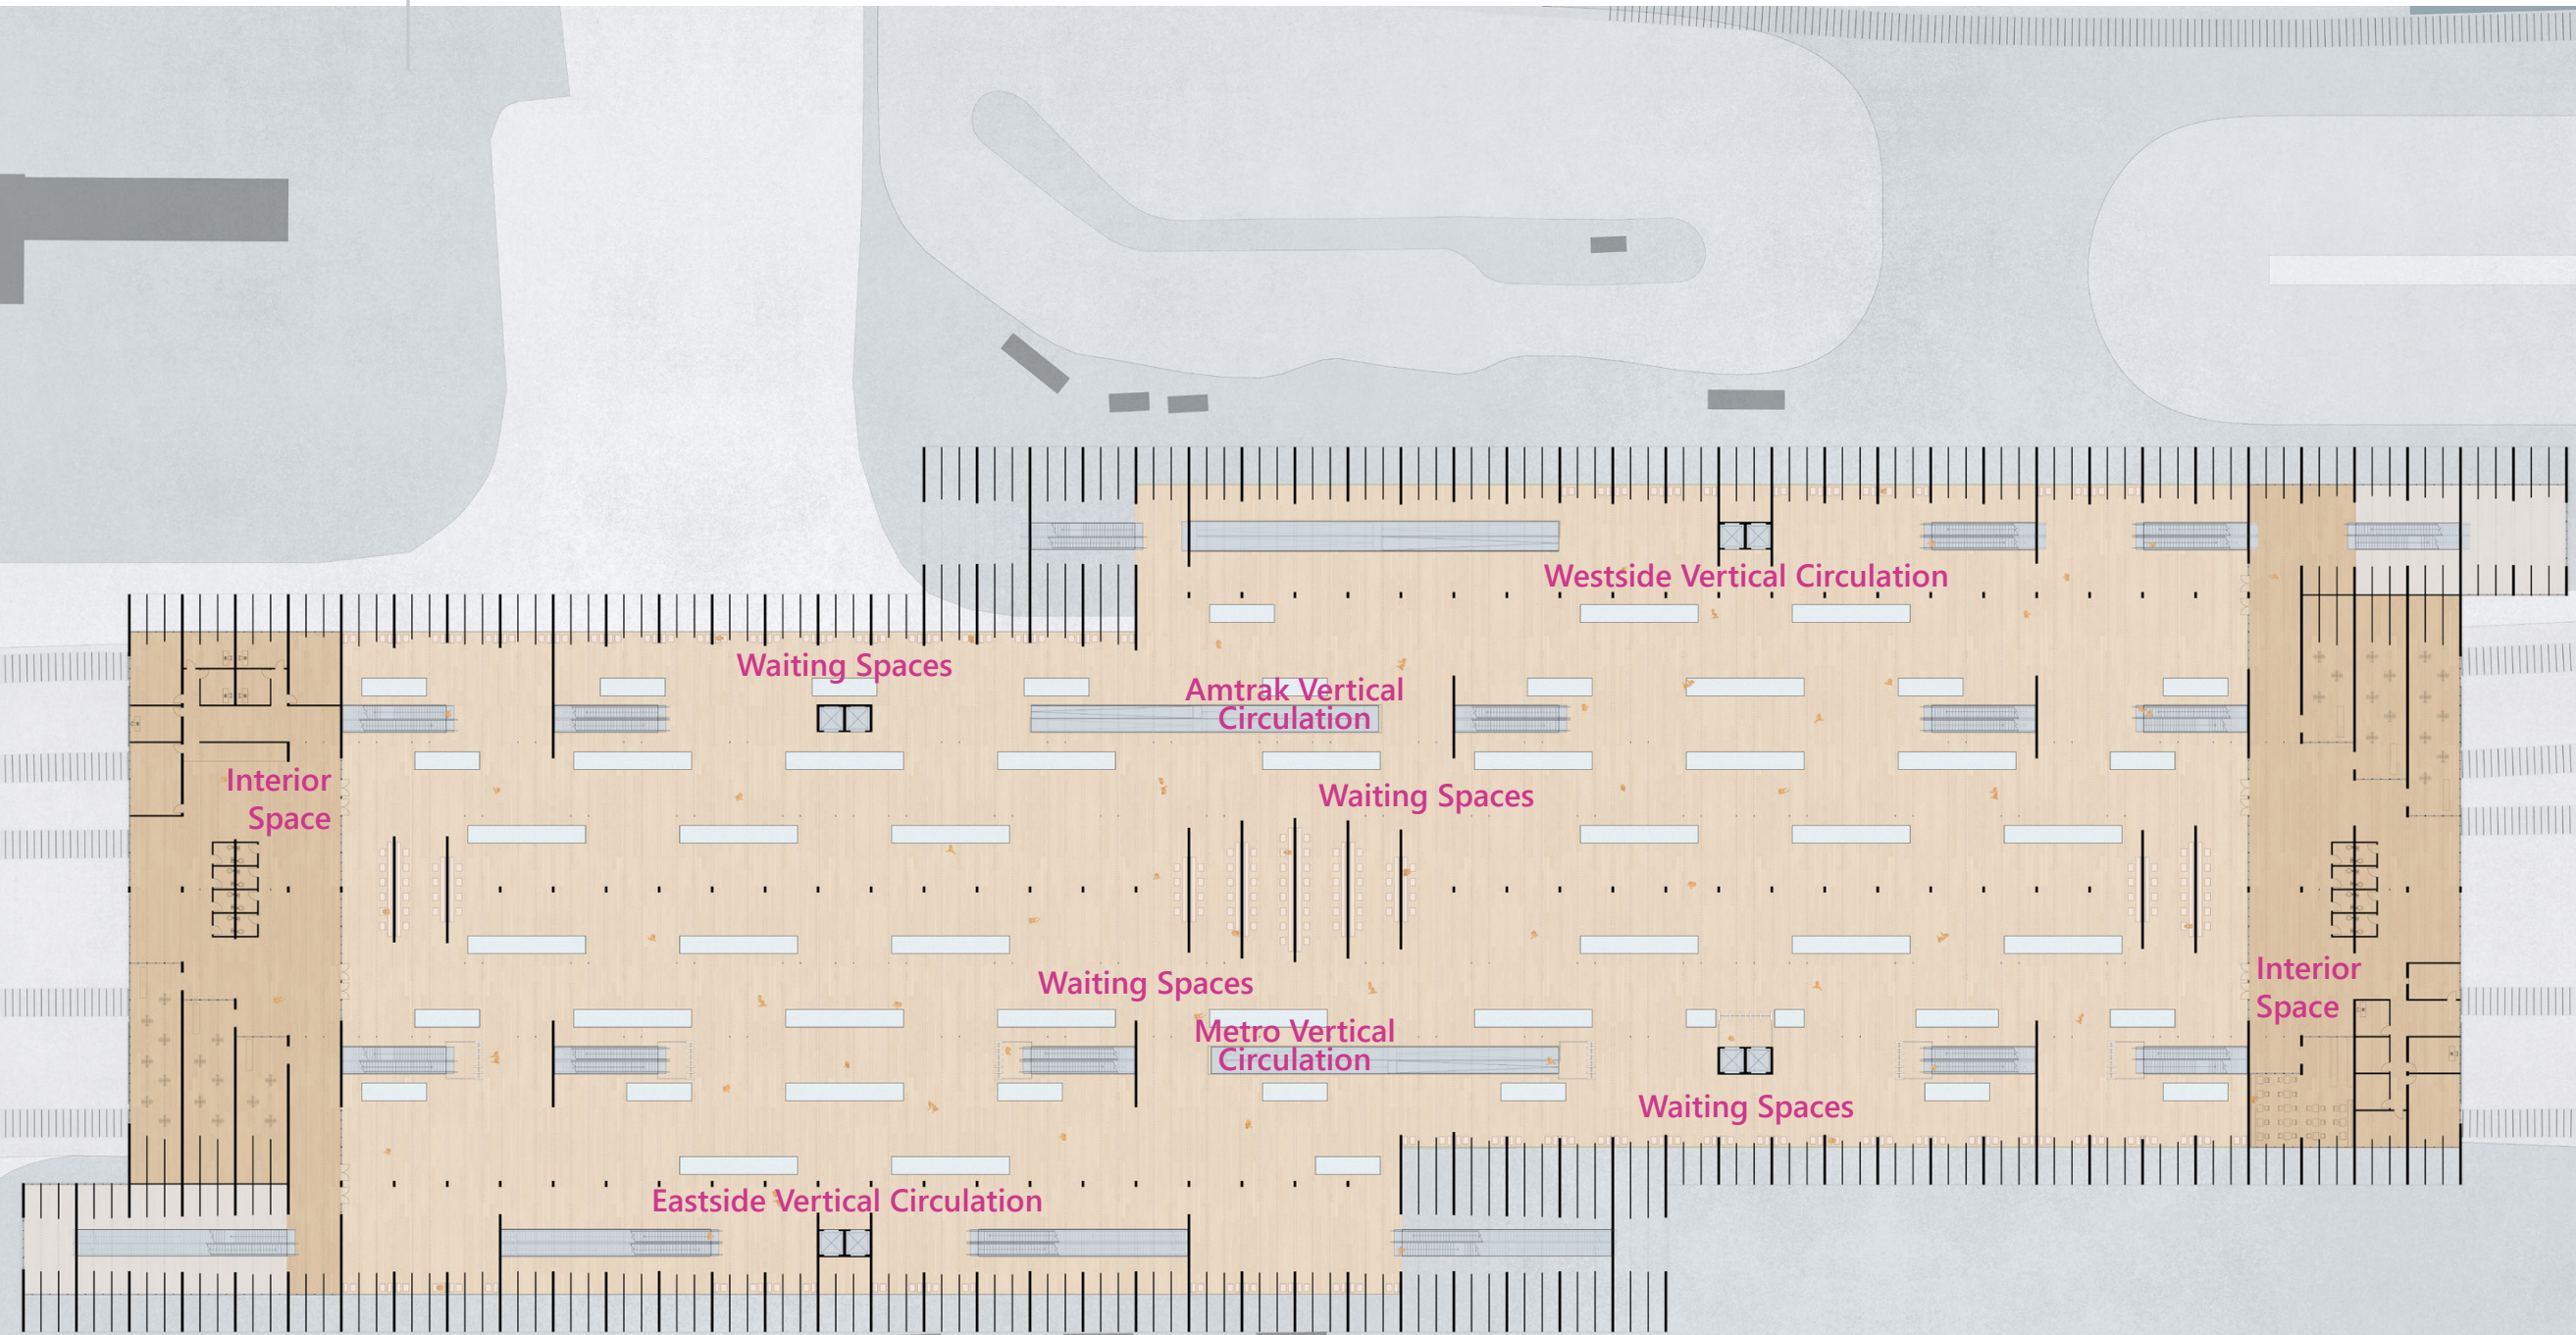 Westside Vertical Circulation
Waiting Spaces
Amtrak Vertical
Circulation
Interior
Space
Waiting Spaces
Waiting Spaces
Interior
Space
Metro Vertical
Circulation
Waiting Spaces
Eastside Vertical Circulation